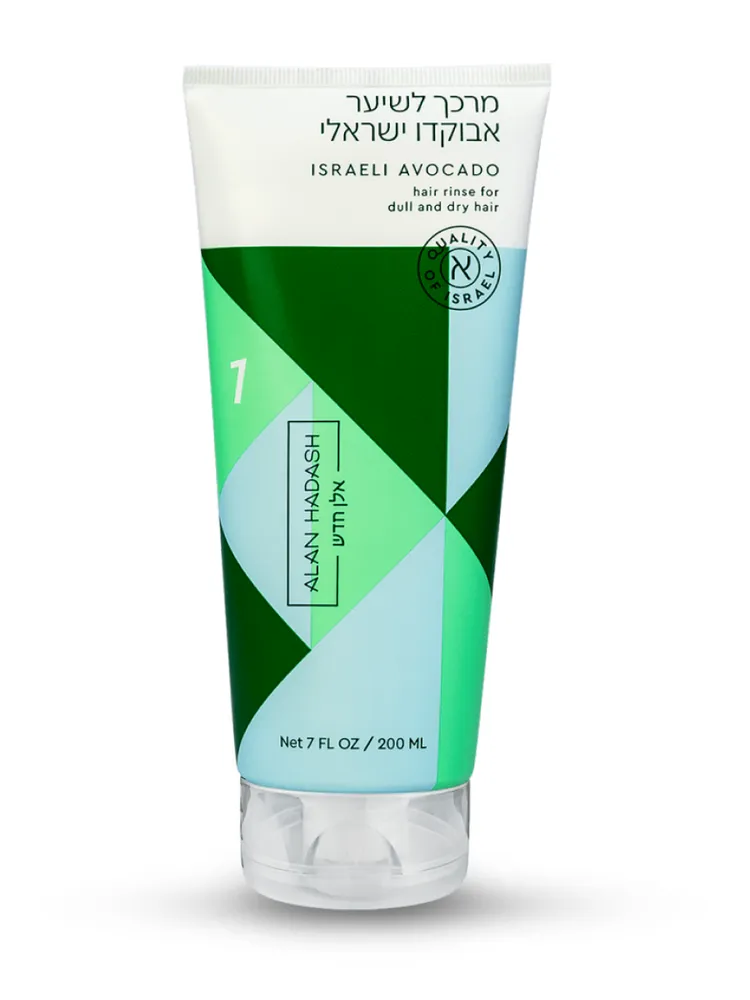 מרכך לשיער
אבוקדו ישראלי
ISRAELI AVOCADO
hair rinse for
dull and dry hair
QUALITY
OF ISRAEL
א
1
ALAN HADASH
אלן חדש
Net 7 FL OZ / 200 ML